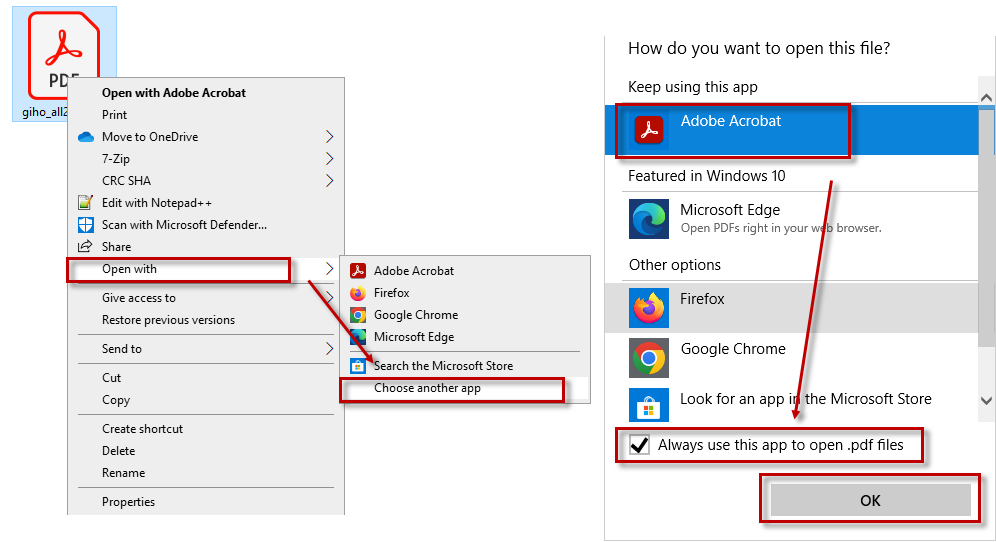 PDF
giho_all2
Open with Adobe Acrobat
Print
Move to OneDrive
7-Zip
CRC SHA
Edit with Notepad++
Scan with Microsoft Defender...
Share
Open with
Give access to
Restore previous versions
Send to
Cut
Copy
Create shortcut
Delete
Rename
Properties
Adobe Acrobat
Firefox
Google Chrome
Microsoft Edge
Search the Microsoft Store
Choose another app
How do you want to open this file?
Keep using this app
Adobe Acrobat
Featured in Windows 10
Microsoft Edge
Open PDFs right in your web browser.
Other options
Firefox
Google Chrome
Look for an app in the Microsoft Store
Always use this app to open .pdf files
OK